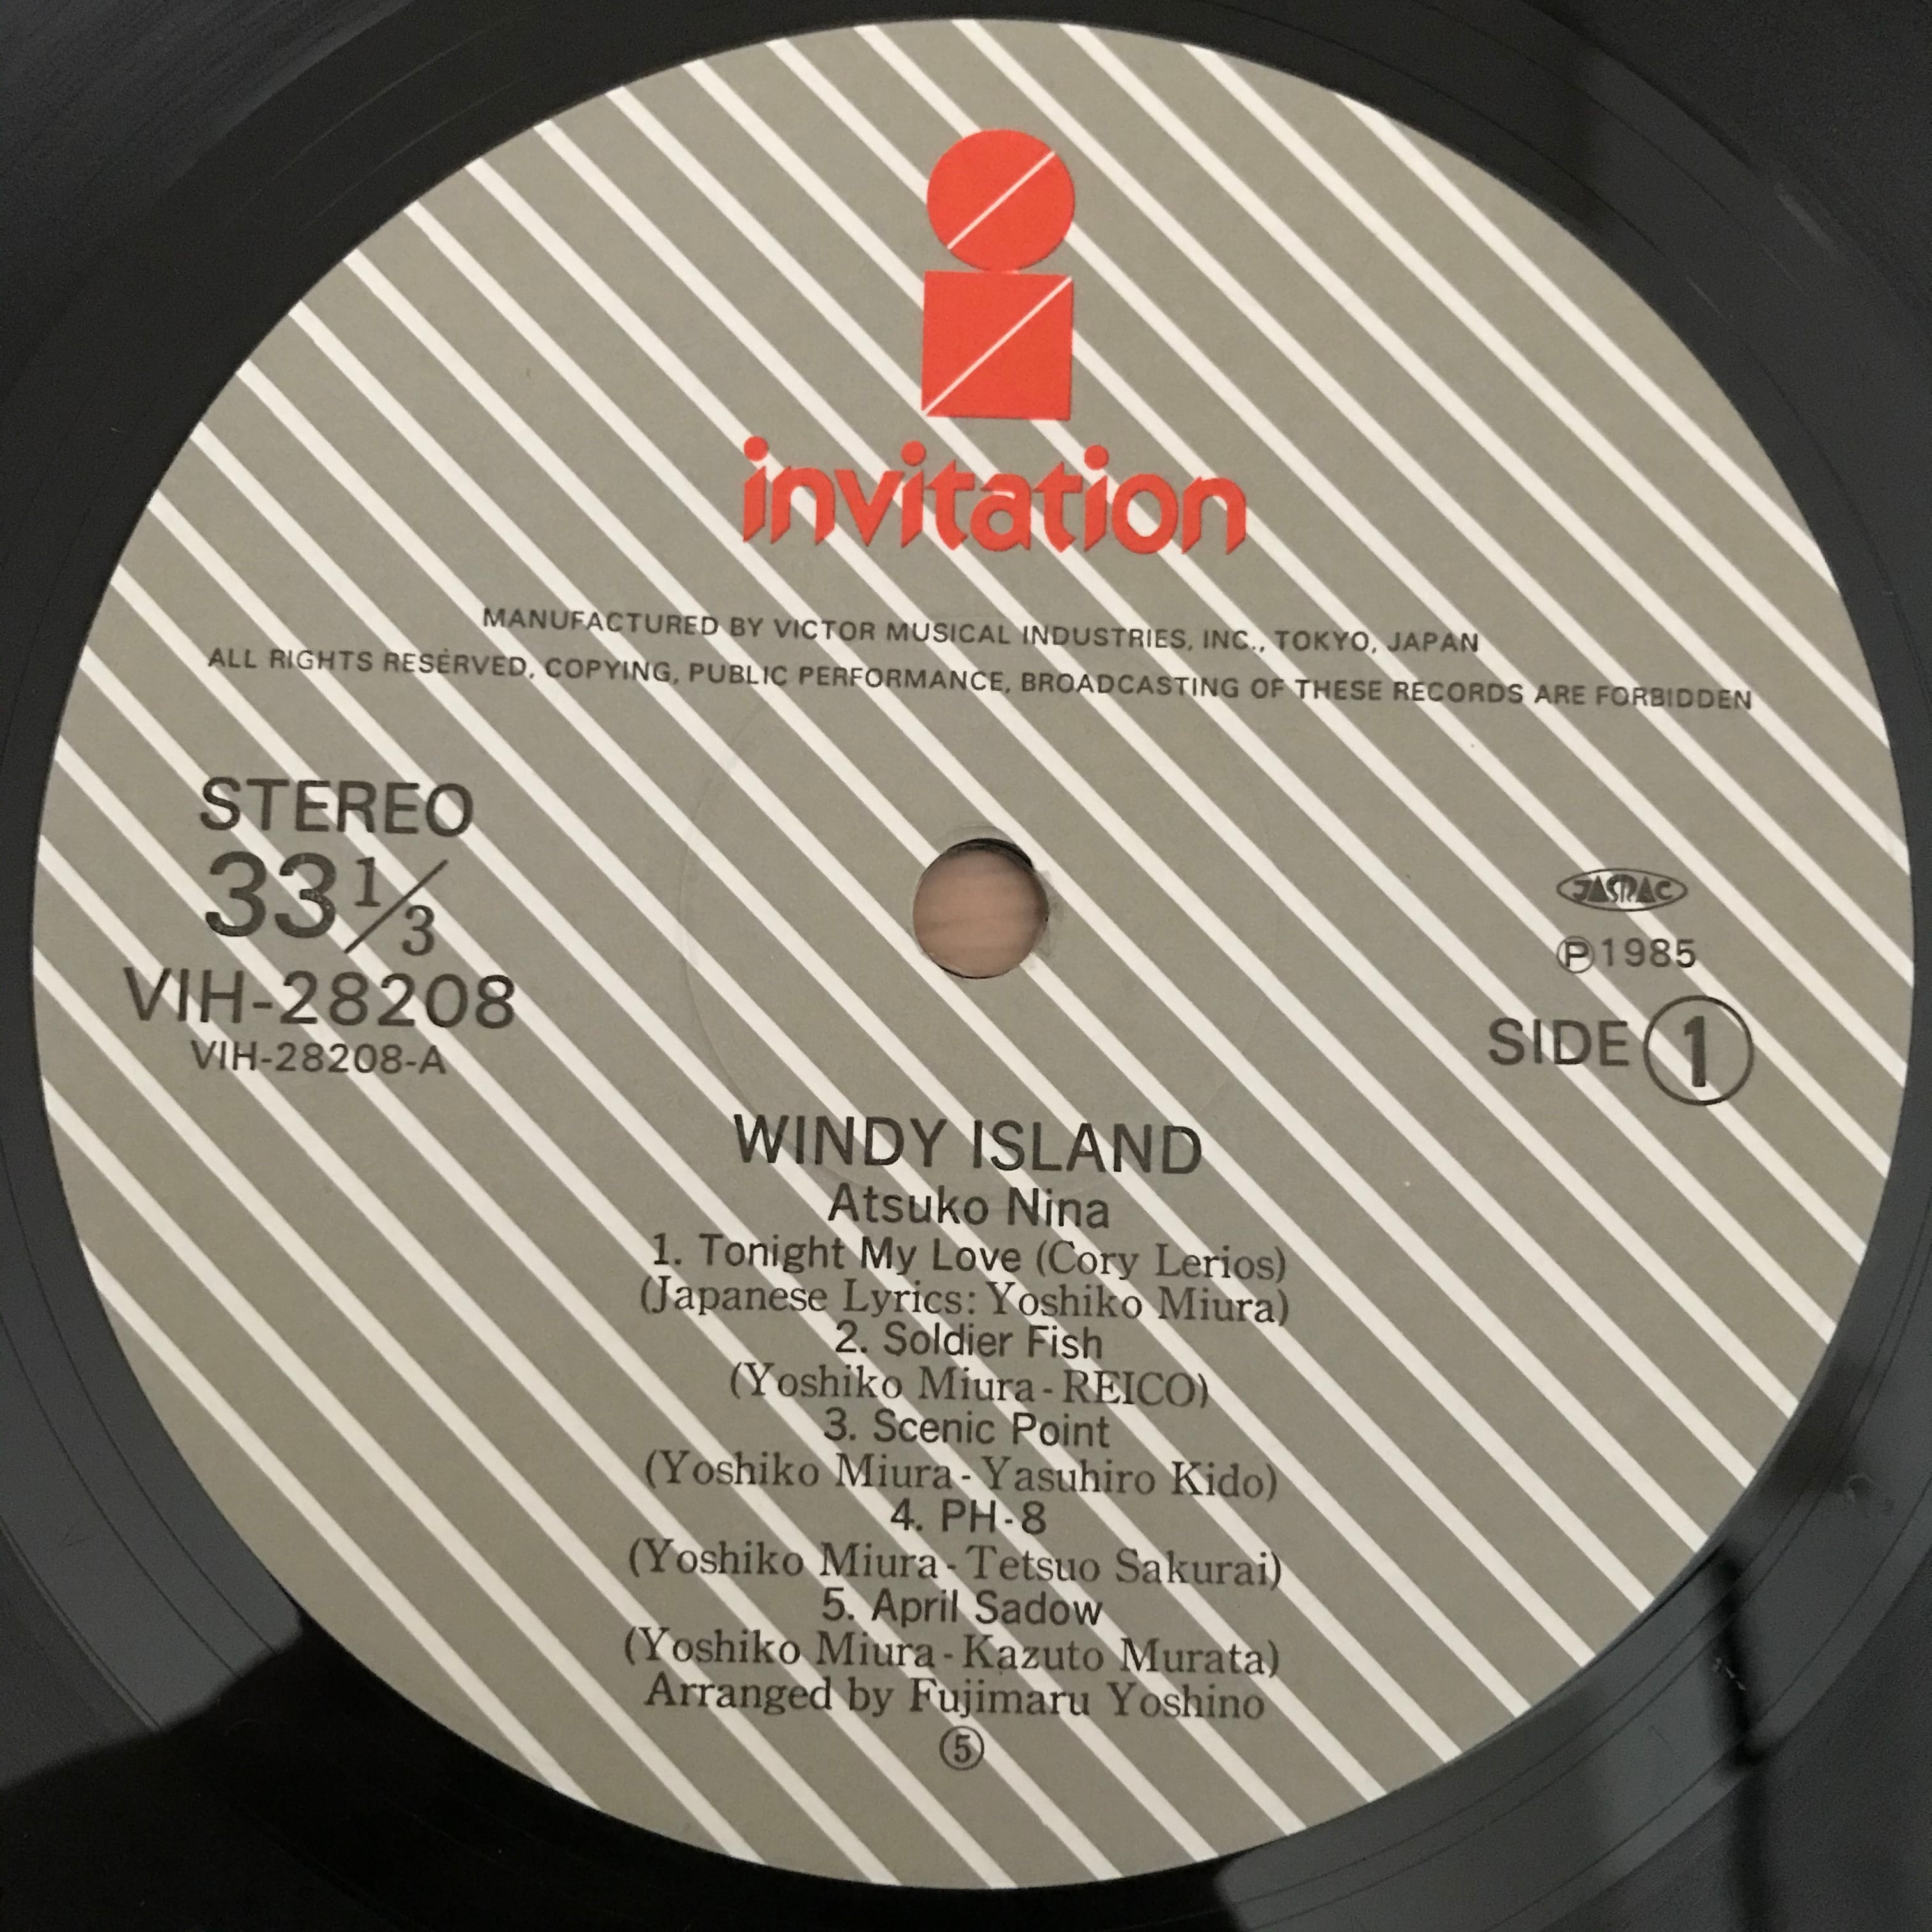 invitation
MANUFACTURED BY VICTOR MUSICAL INDUSTRIES, INC., TOKYO, JAPAN
ALL RIGHTS RESERVED, COPYING, PUBLIC PERFORMANCE, BROADCASTING OF THESE RECORDS ARE FORBIDDEN
STEREO
33 1/3
VIH-28208
VIH-28208-A
JASRAC
Ⓟ1985
SIDE ①
WINDY ISLAND
Atsuko Nina
1. Tonight My Love (Cory Lerios)
(Japanese Lyrics: Yoshiko Miura)
2. Soldier Fish
(Yoshiko Miura - REICO)
3. Scenic Point
(Yoshiko Miura - Yasuhiro Kido)
4. PH-8
(Yoshiko Miura - Tetsuo Sakurai)
5. April Sadow
(Yoshiko Miura - Kazuto Murata)
Arranged by Fujimaru Yoshino
⑤